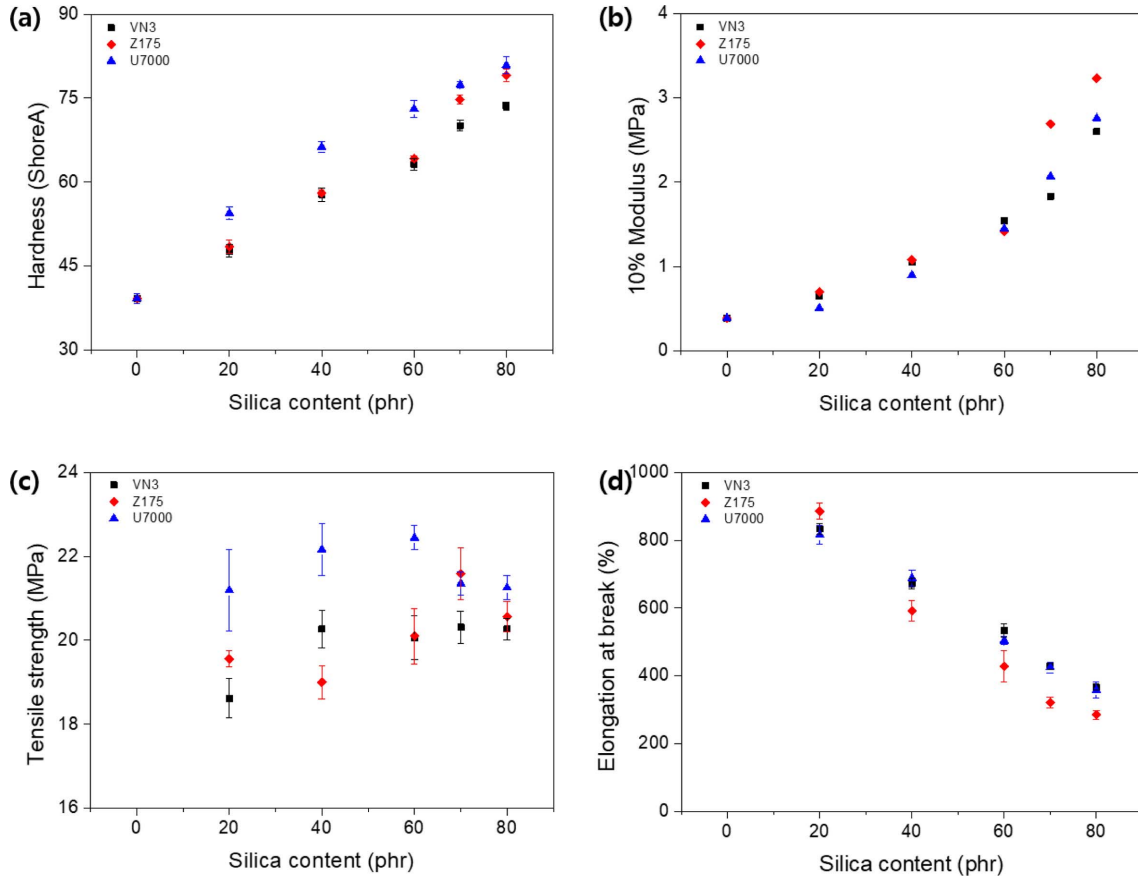 (a)
90
75
60
45
30
Hardness (ShoreA)
VN3
Z175
U7000
0 20 40 60 80
Silica content (phr)
(b)
4
3
2
1
0
10% Modulus (MPa)
VN3
Z175
U7000
0 20 40 60 80
Silica content (phr)
(c)
24
22
20
18
16
Tensile strength (MPa)
VN3
Z175
U7000
0 20 40 60 80
Silica content (phr)
(d)
1000
800
600
400
200
0
Elongation at break (%)
VN3
Z175
U7000
0 20 40 60 80
Silica content (phr)